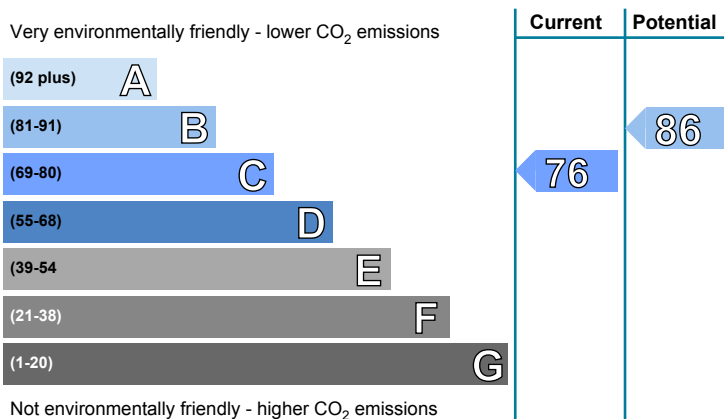 Current Potential
Very environmentally friendly - lower CO2 emissions
(92 plus) A
(81-91) B 86
(69-80) C 76
(55-68) D
(39-54 E
(21-38) F
(1-20) G
Not environmentally friendly - higher CO2 emissions